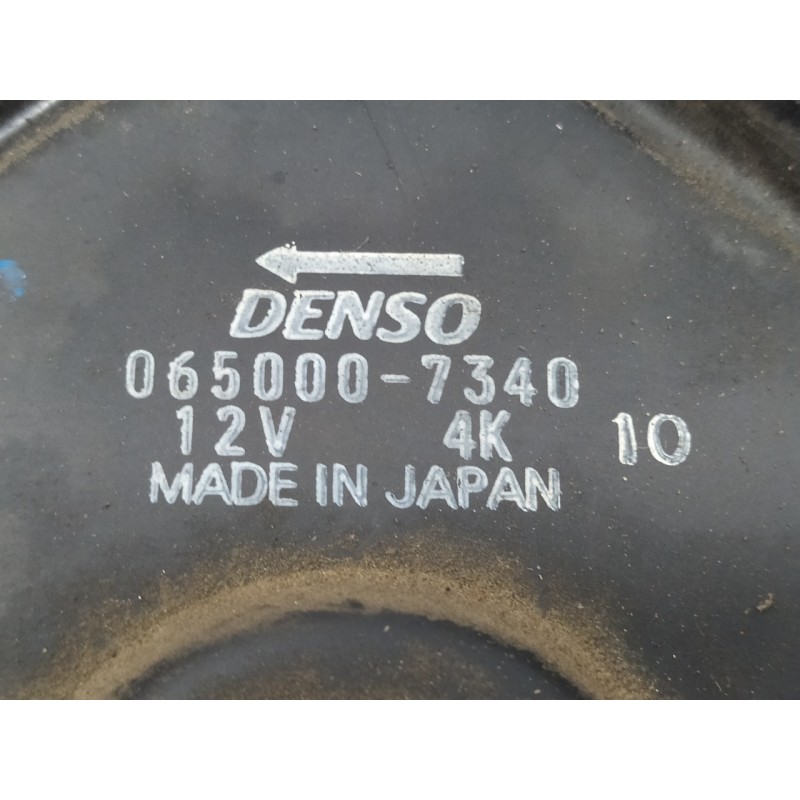 DENSO
065000-7340
12V 4K 10
MADE IN JAPAN